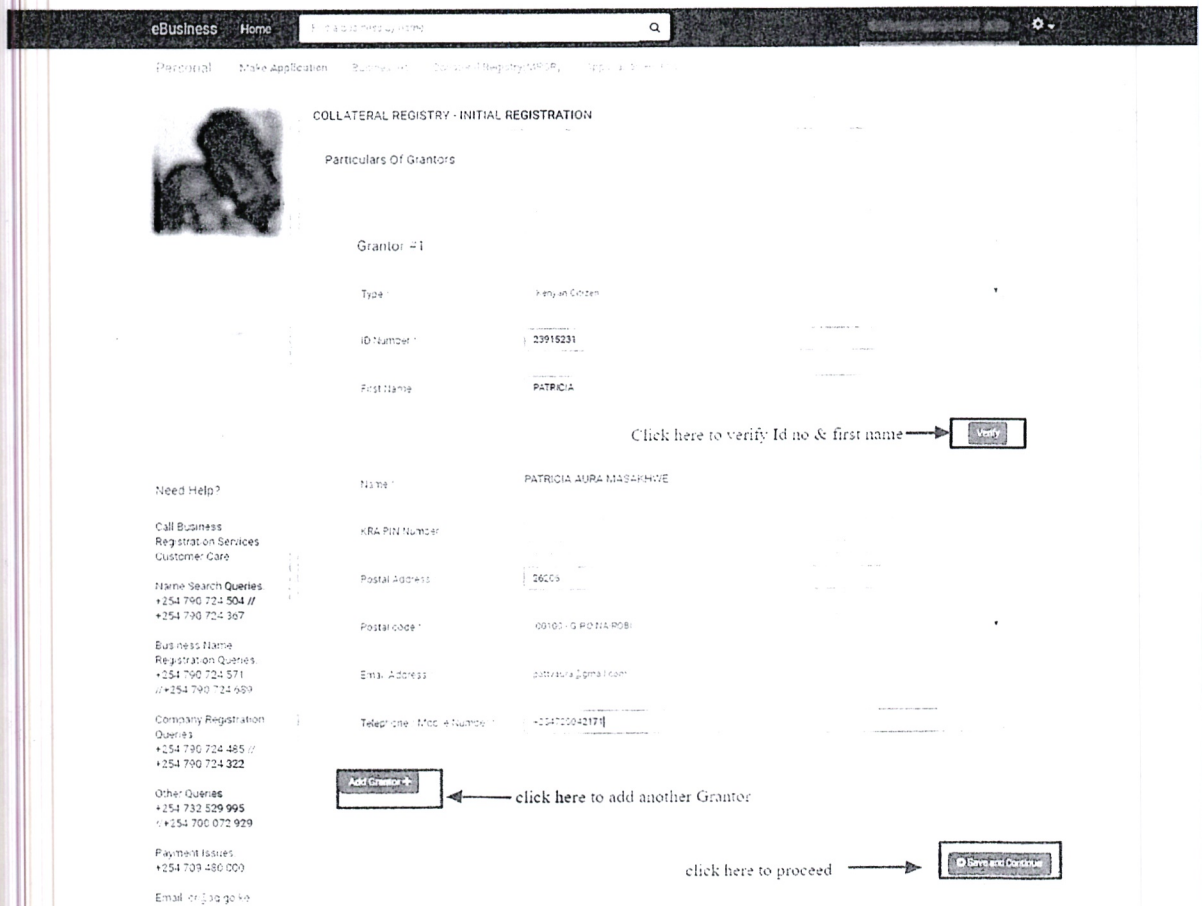 eBusiness Home
Personal Make Application
COLLATERAL REGISTRY - INITIAL REGISTRATION
Particulars Of Grantors
Grantor #1
Type * Kenyan Citizen
ID Number * 23915231
First Name PATRICIA
Click here to verify Id no & first name
Verify
Name * PATRICIA AURA MASAKHWE
KRA PIN Number
Postal Address
Postal code *
Email Address
Telephone / Mobile Number *
Add Grantor +
click here to add another Grantor
click here to proceed
Save and Continue
Need Help?
Call Business
Registration Services
Customer Care
Name Search Queries:
+254 790 724 504 //
+254 790 724 367
Business Name
Registration Queries:
+254 790 724 571
//+254 790 724 689
Company Registration
Queries
+254 790 724 485 //
+254 790 724 322
Other Queries
+254 732 529 995
//+254 700 072 929
Payment Issues:
+254 709 480 000
Email